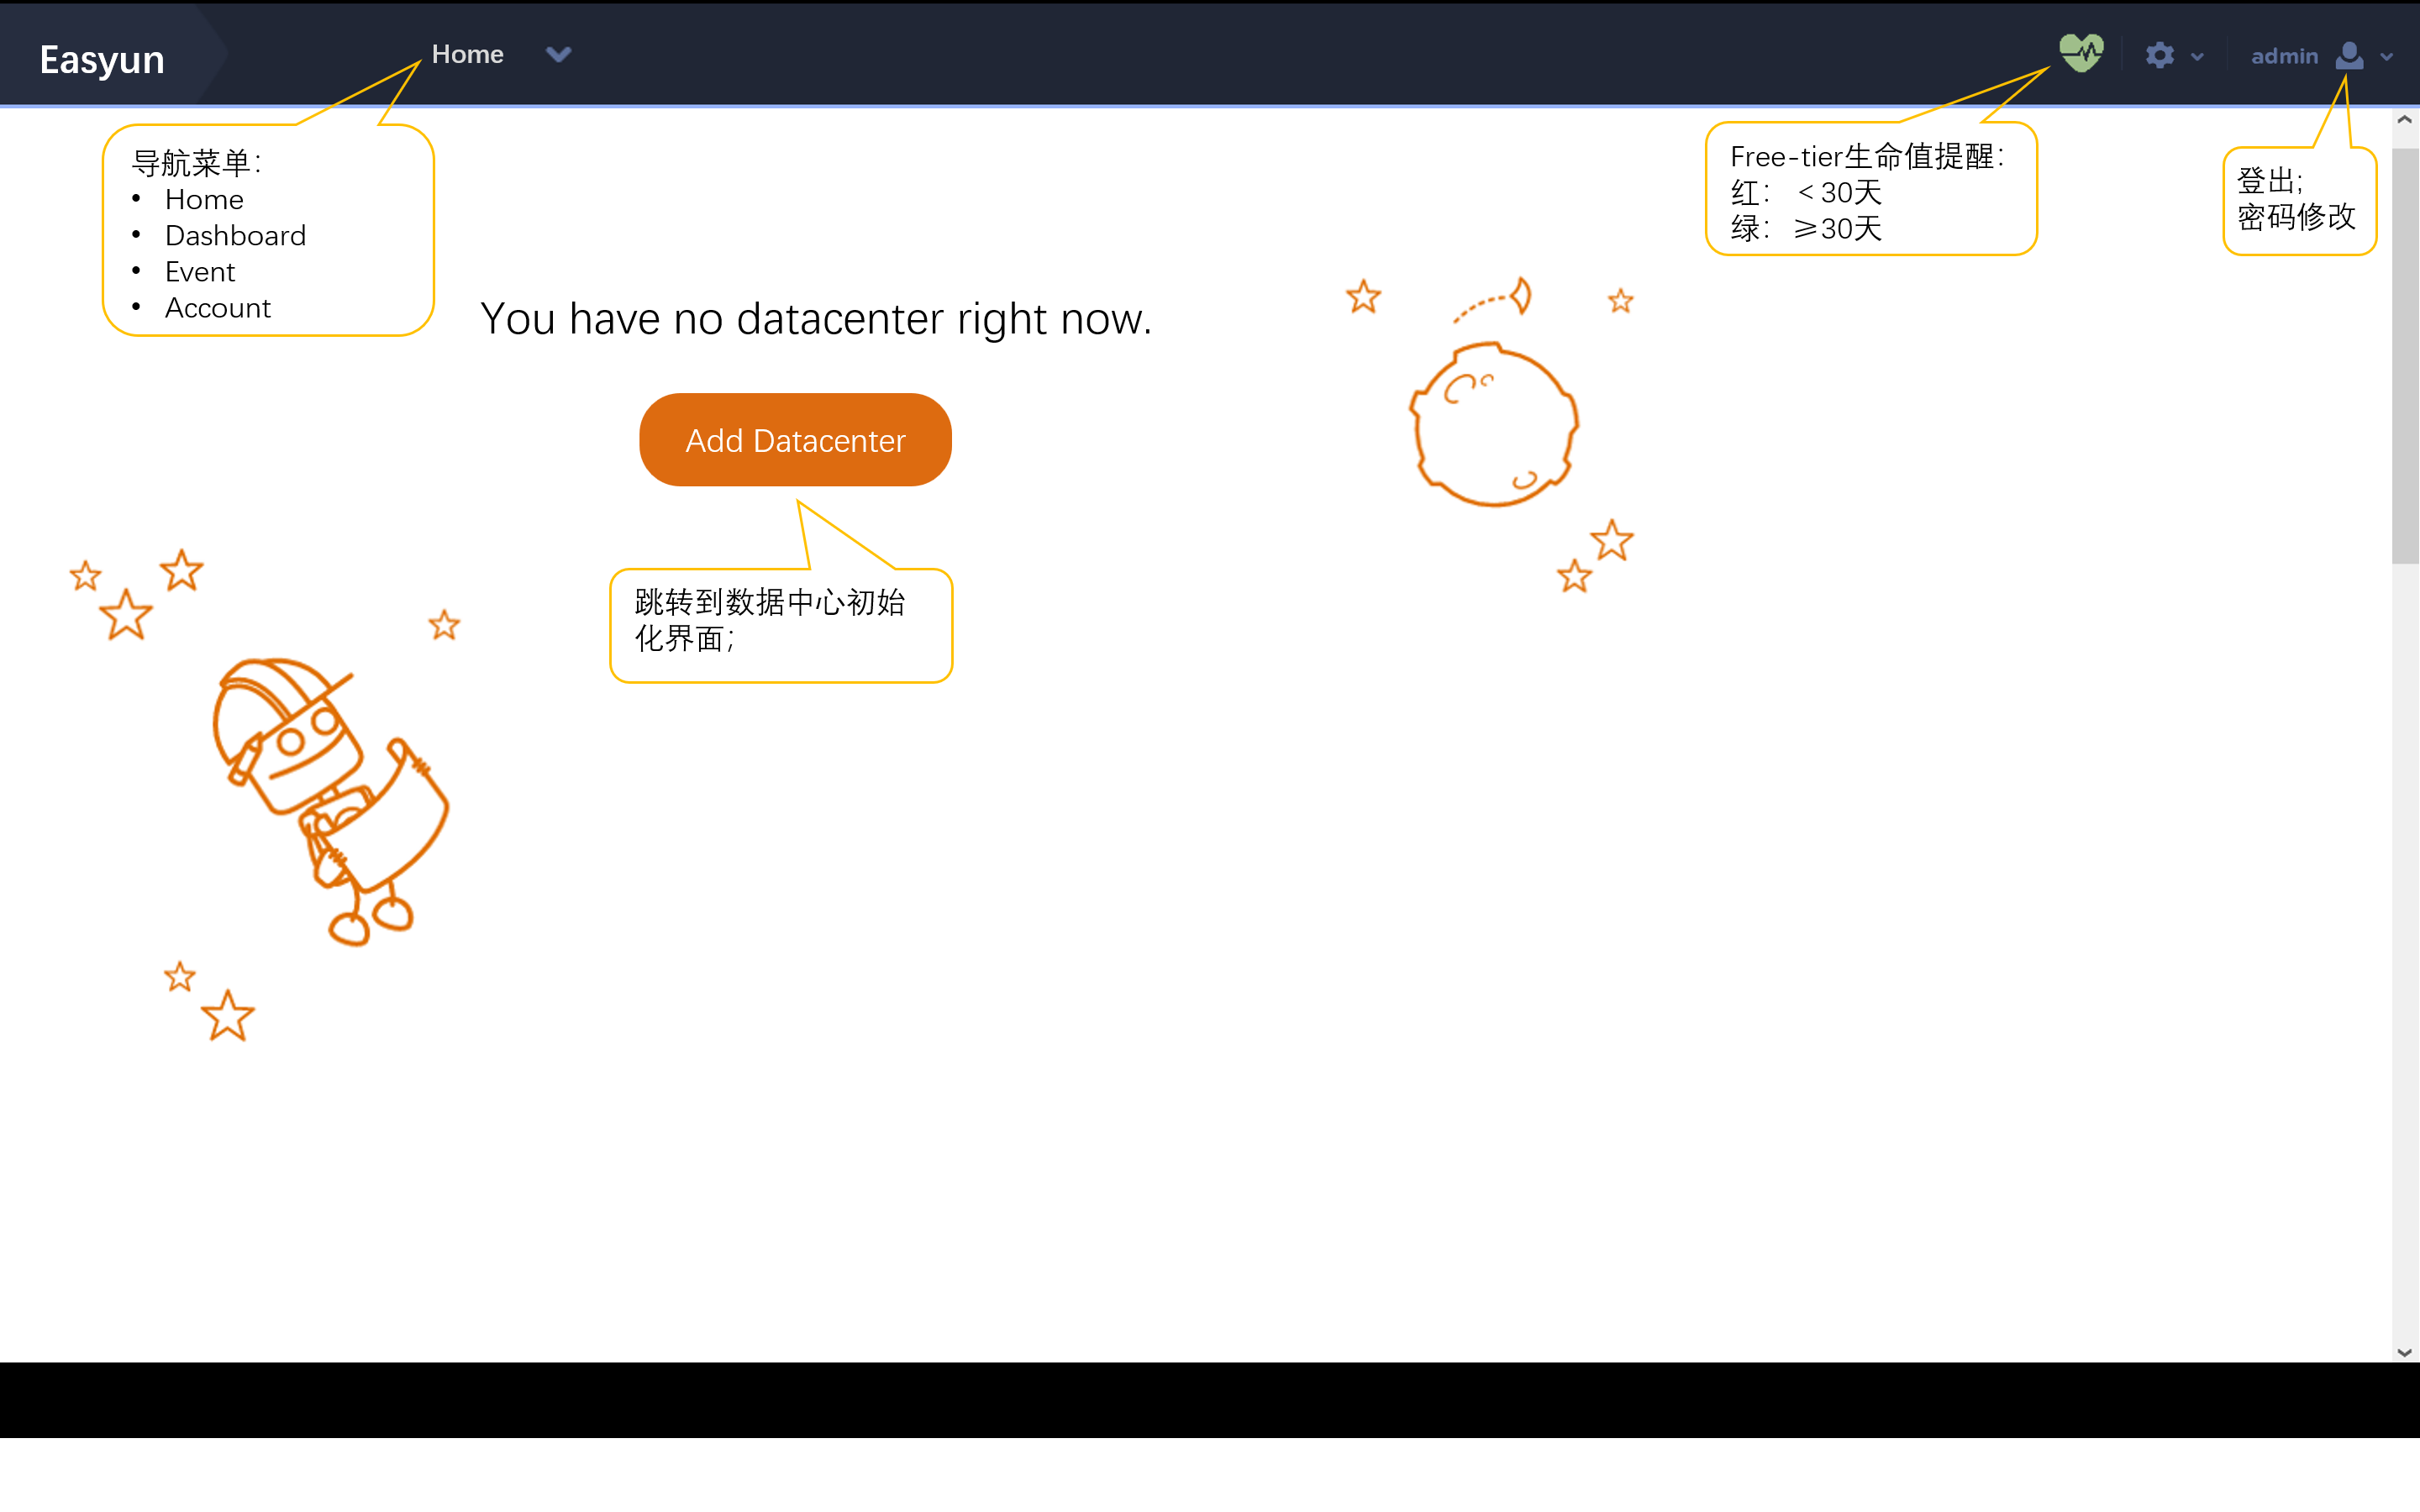 Easyun
Home
admin
导航菜单：
• Home
• Dashboard
• Event
• Account
Free-tier生命值提醒：
红： ＜30天
绿： ≥30天
登出；
密码修改
You have no datacenter right now.
Add Datacenter
跳转到数据中心初始
化界面；